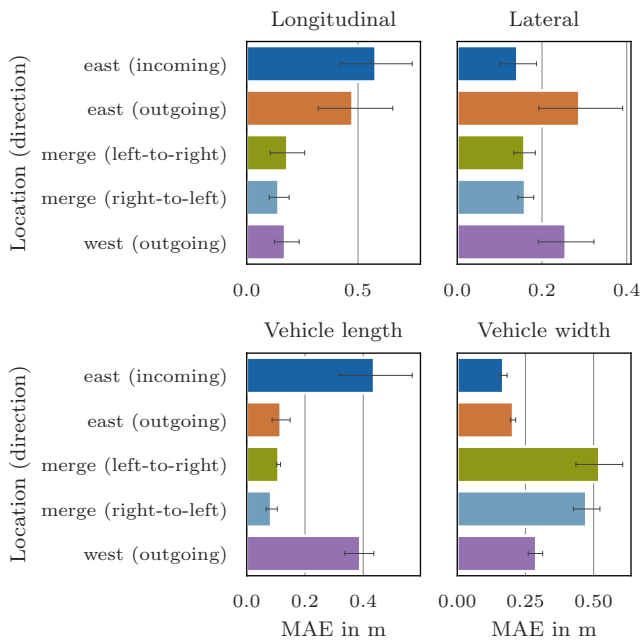 Longitudinal Lateral
Location (direction)
east (incoming)
east (outgoing)
merge (left-to-right)
merge (right-to-left)
west (outgoing)
0.0 0.5 0.0 0.2 0.4
Vehicle length Vehicle width
Location (direction)
east (incoming)
east (outgoing)
merge (left-to-right)
merge (right-to-left)
west (outgoing)
0.0 0.2 0.4 0.00 0.25 0.50
MAE in m MAE in m